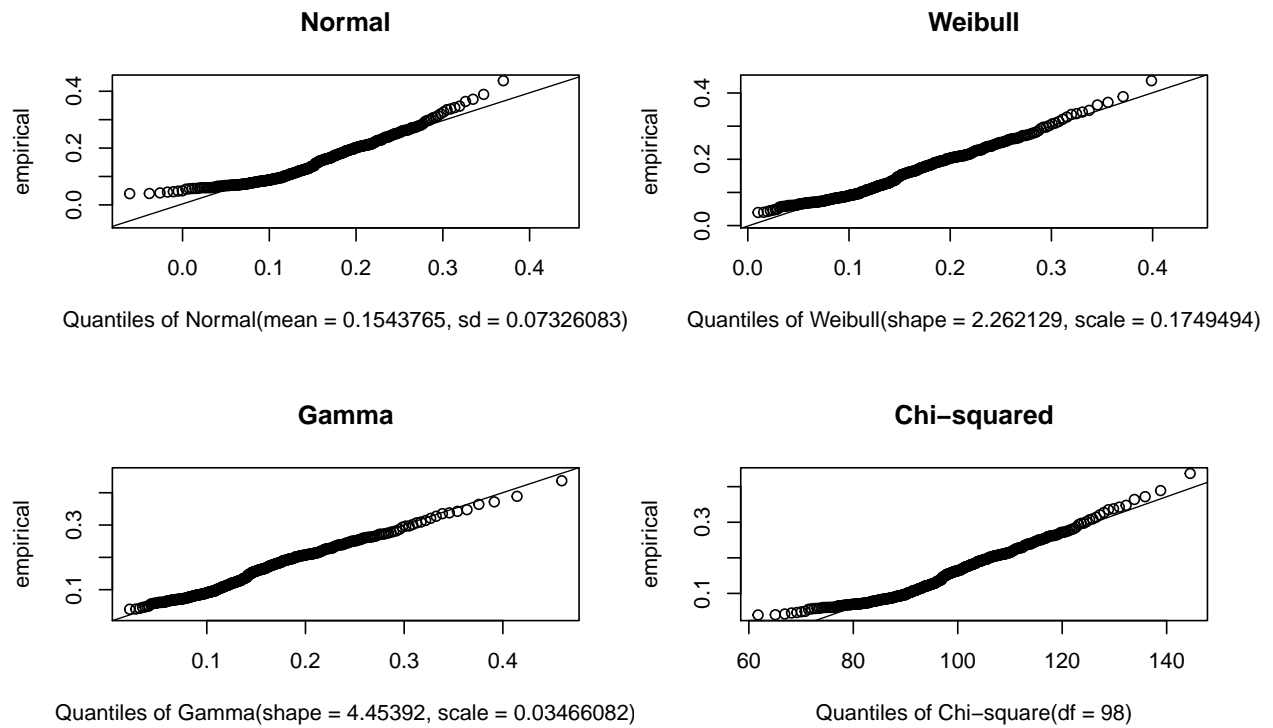 Normal
empirical
0.0 0.2 0.4
0.0 0.1 0.2 0.3 0.4
Quantiles of Normal(mean = 0.1543765, sd = 0.07326083)
Weibull
empirical
0.0 0.2 0.4
0.0 0.1 0.2 0.3 0.4
Quantiles of Weibull(shape = 2.262129, scale = 0.1749494)
Gamma
empirical
0.1 0.3
0.1 0.2 0.3 0.4
Quantiles of Gamma(shape = 4.45392, scale = 0.03466082)
Chi−squared
empirical
0.1 0.3
60 80 100 120 140
Quantiles of Chi−square(df = 98)